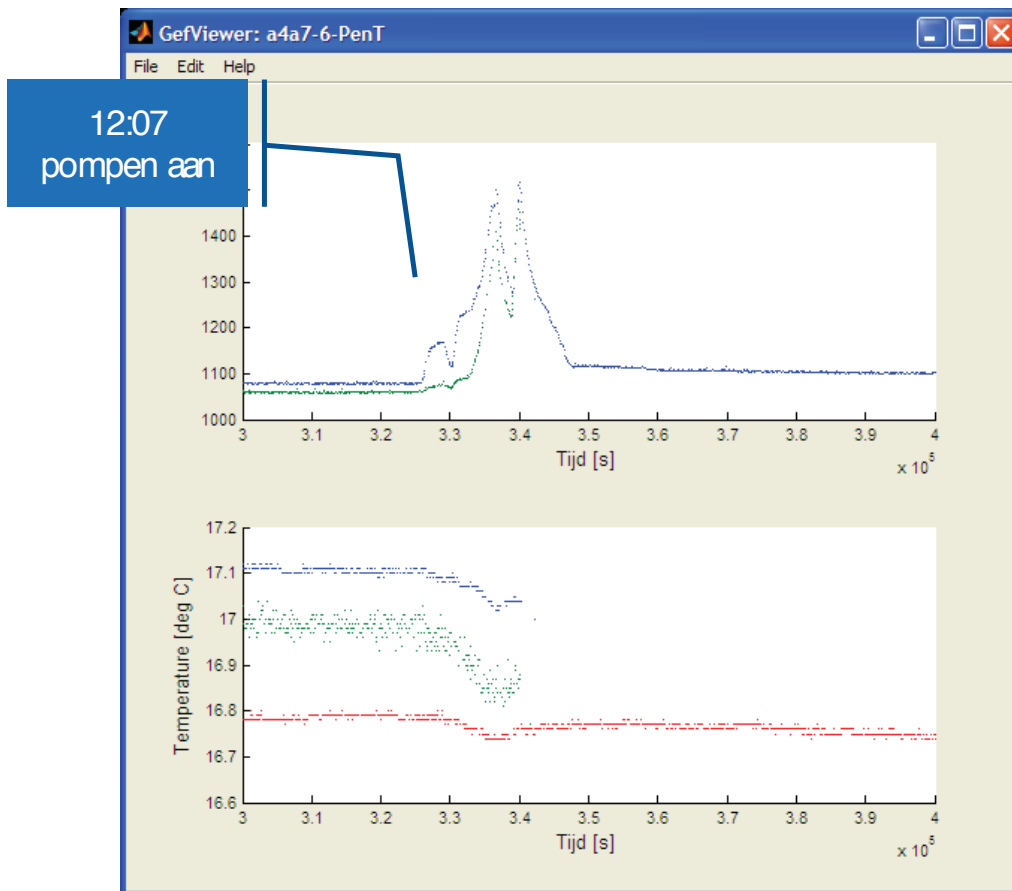 GefViewer: a4a7-6-PenT
File Edit Help
12:07
pompen aan
1400
1300
1200
1100
1000
3 3.1 3.2 3.3 3.4 3.5 3.6 3.7 3.8 3.9 4
Tijd [s]
x 10^5
17.2
17.1
17
16.9
16.8
16.7
16.6
Temperature [deg C]
3 3.1 3.2 3.3 3.4 3.5 3.6 3.7 3.8 3.9 4
Tijd [s]
x 10^5